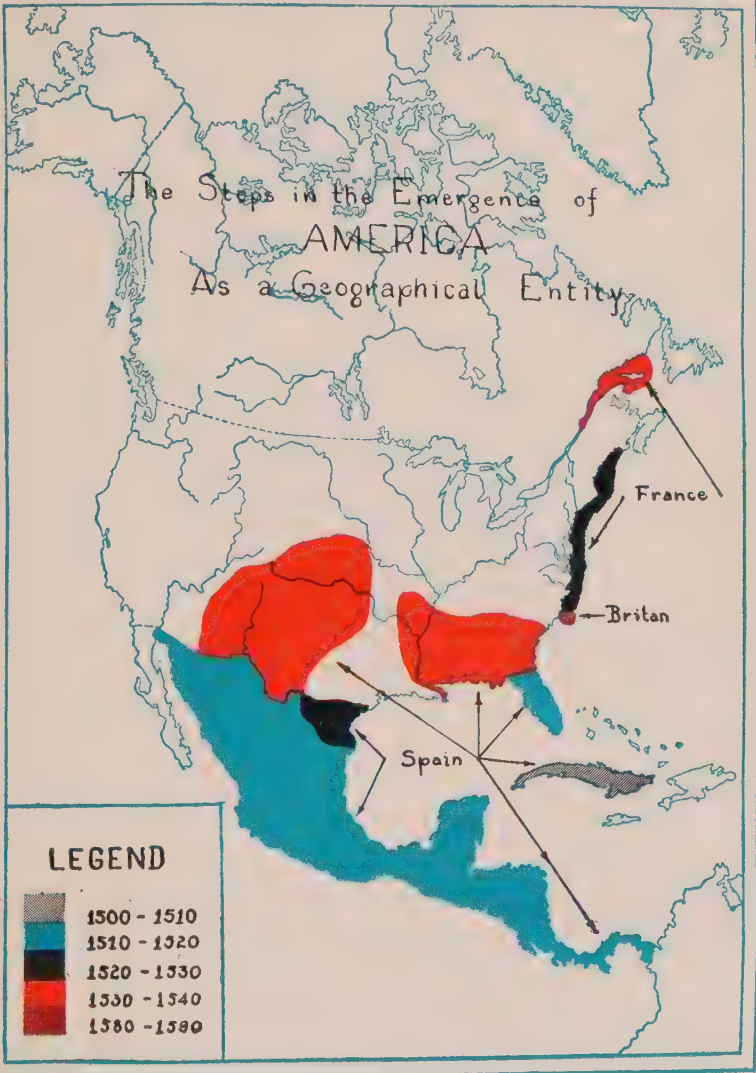 The Steps in the Emergence of
AMERICA
As a Geographical Entity
France
Britan
Spain
LEGEND
1500 - 1510
1510 - 1520
1520 - 1530
1530 - 1540
1580 - 1590